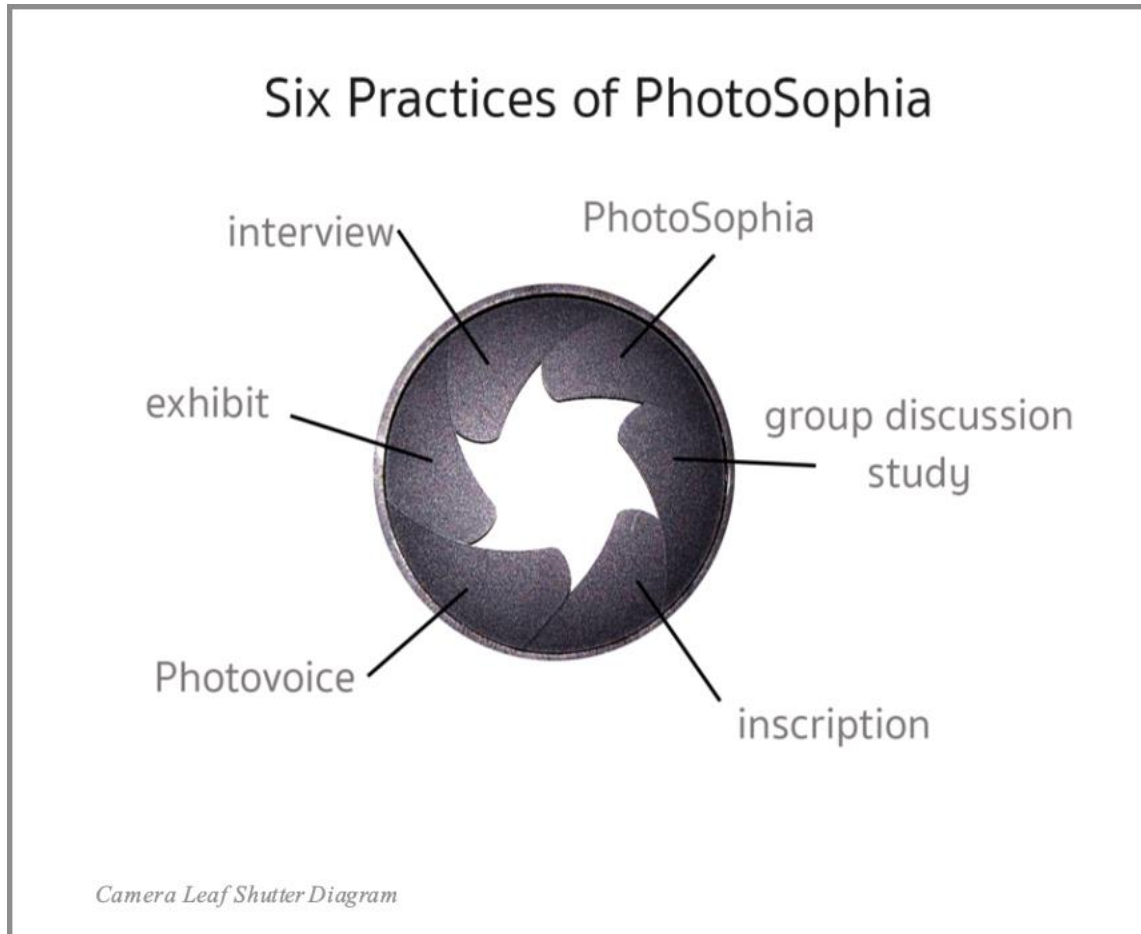 Six Practices of PhotoSophia
interview
PhotoSophia
exhibit
group discussion
study
Photovoice
inscription
Camera Leaf Shutter Diagram